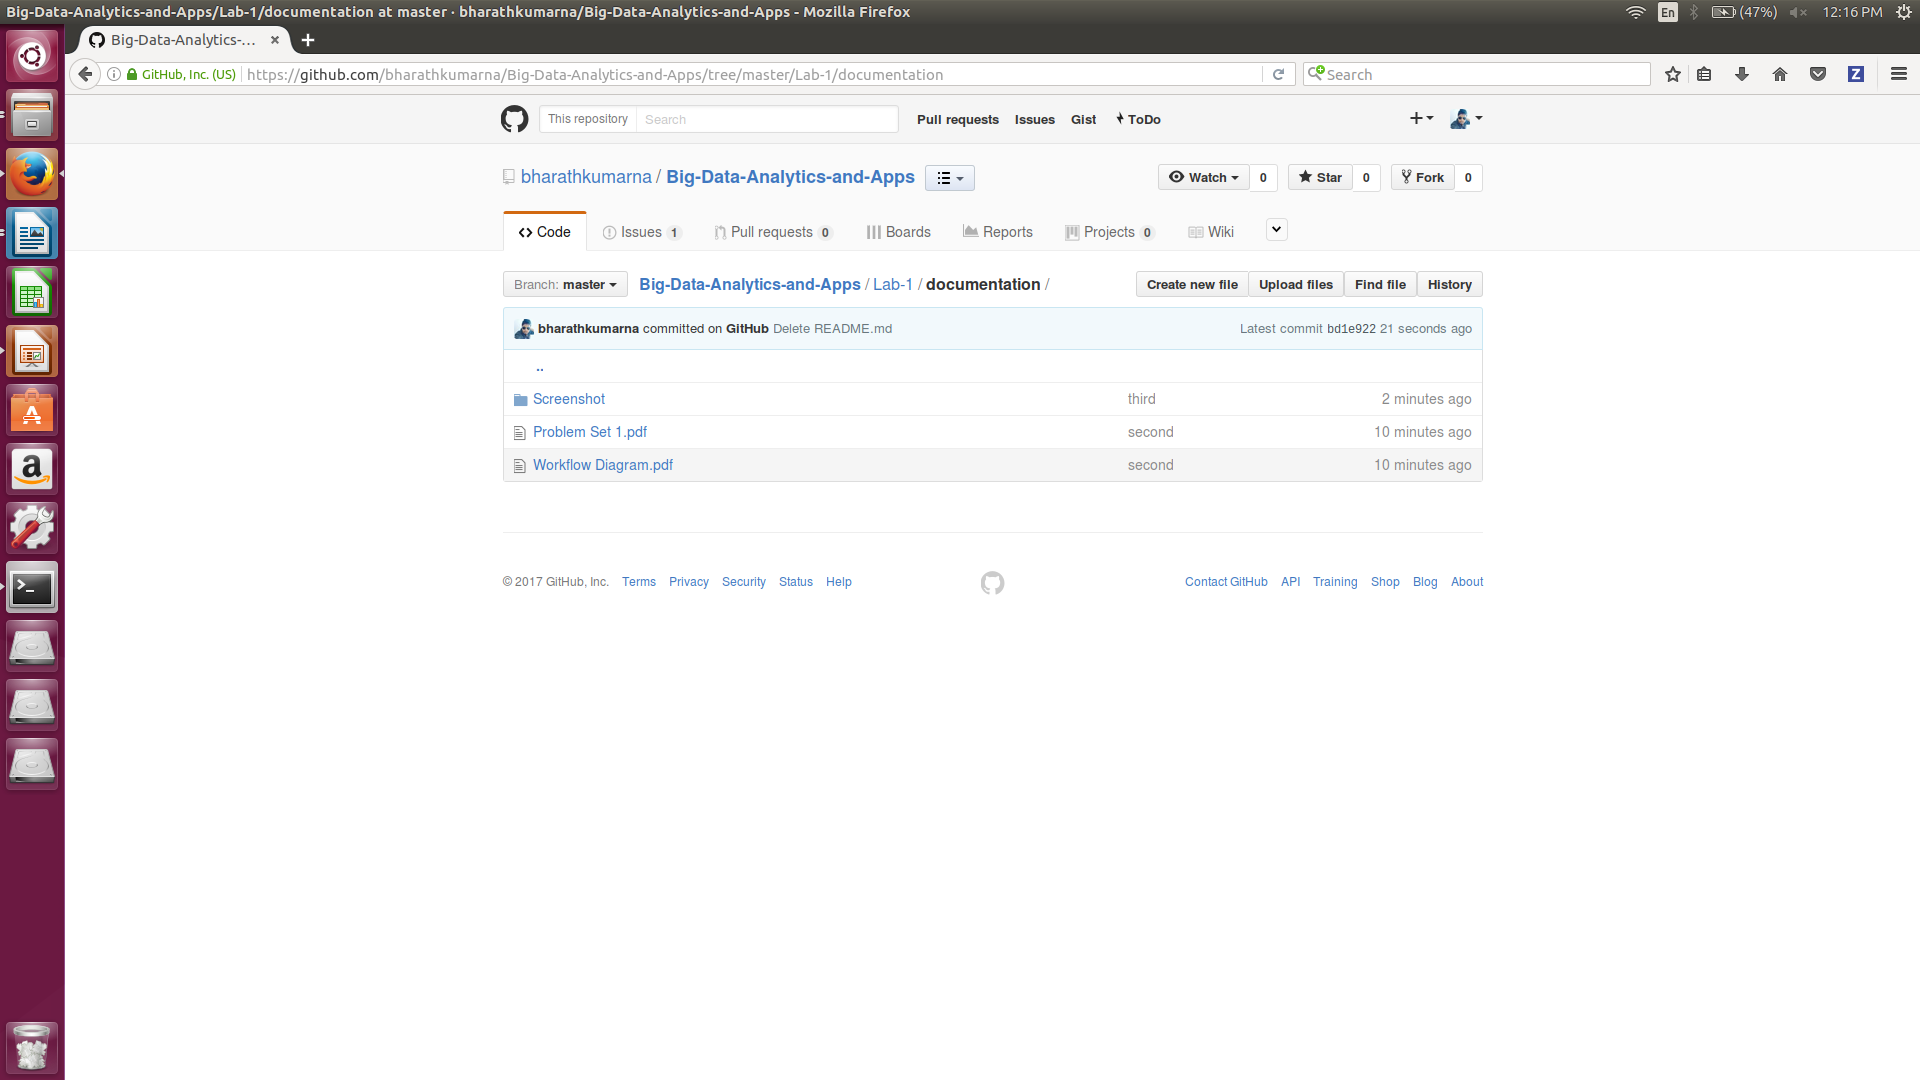 Big-Data-Analytics-and-Apps/Lab-1/documentation at master · bharathkumarna/Big-Data-Analytics-and-Apps - Mozilla Firefox En (47%) 12:16 PM
Big-Data-Analytics-... × +
GitHub, Inc. (US) https://github.com/bharathkumarna/Big-Data-Analytics-and-Apps/tree/master/Lab-1/documentation Search Z
This repository Search Pull requests Issues Gist ToDo
bharathkumarna / Big-Data-Analytics-and-Apps Watch 0 Star 0 Fork 0
Code Issues 1 Pull requests 0 Boards Reports Projects 0 Wiki
Branch: master Big-Data-Analytics-and-Apps / Lab-1 / documentation / Create new file Upload files Find file History
bharathkumarna committed on GitHub Delete README.md Latest commit bd1e922 21 seconds ago
..
Screenshot third 2 minutes ago
Problem Set 1.pdf second 10 minutes ago
Workflow Diagram.pdf second 10 minutes ago
© 2017 GitHub, Inc. Terms Privacy Security Status Help Contact GitHub API Training Shop Blog About